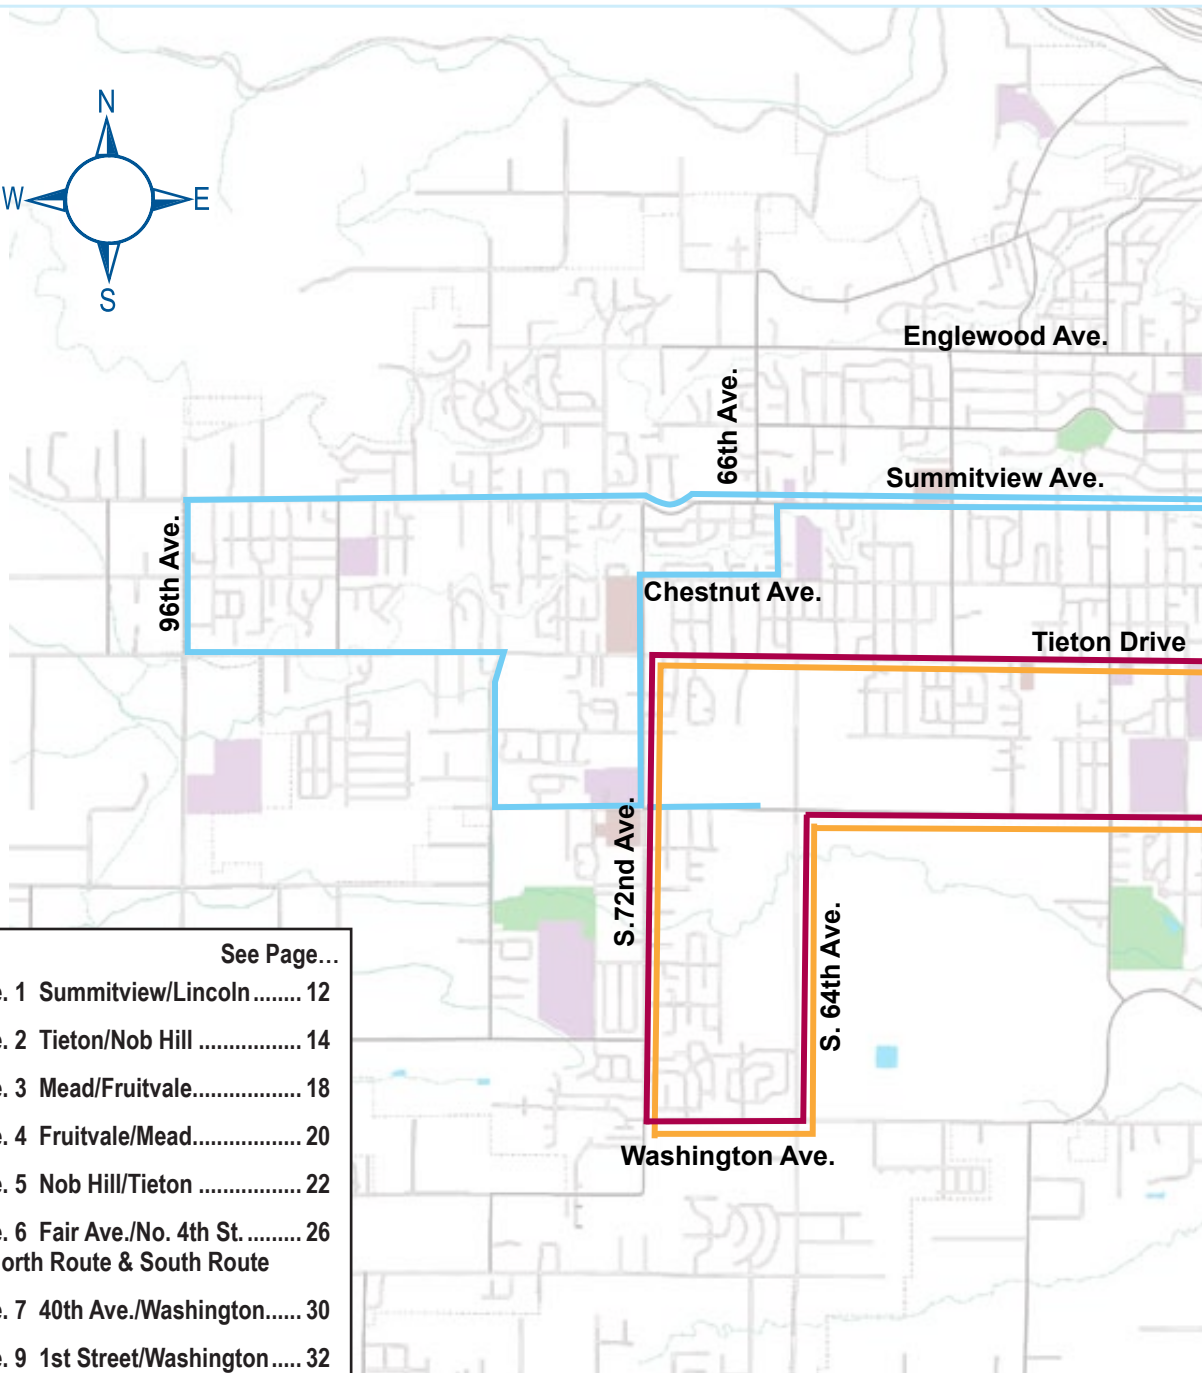 N
W E
S
Englewood Ave.
66th Ave.
Summitview Ave.
96th Ave.
Chestnut Ave.
Tieton Drive
S.72nd Ave.
S. 64th Ave.
Washington Ave.
See Page...
e. 1 Summitview/Lincoln ........ 12
e. 2 Tieton/Nob Hill ................. 14
e. 3 Mead/Fruitvale.................. 18
e. 4 Fruitvale/Mead.................. 20
e. 5 Nob Hill/Tieton ................. 22
e. 6 Fair Ave./No. 4th St. ......... 26
orth Route & South Route
e. 7 40th Ave./Washington...... 30
e. 9 1st Street/Washington ..... 32